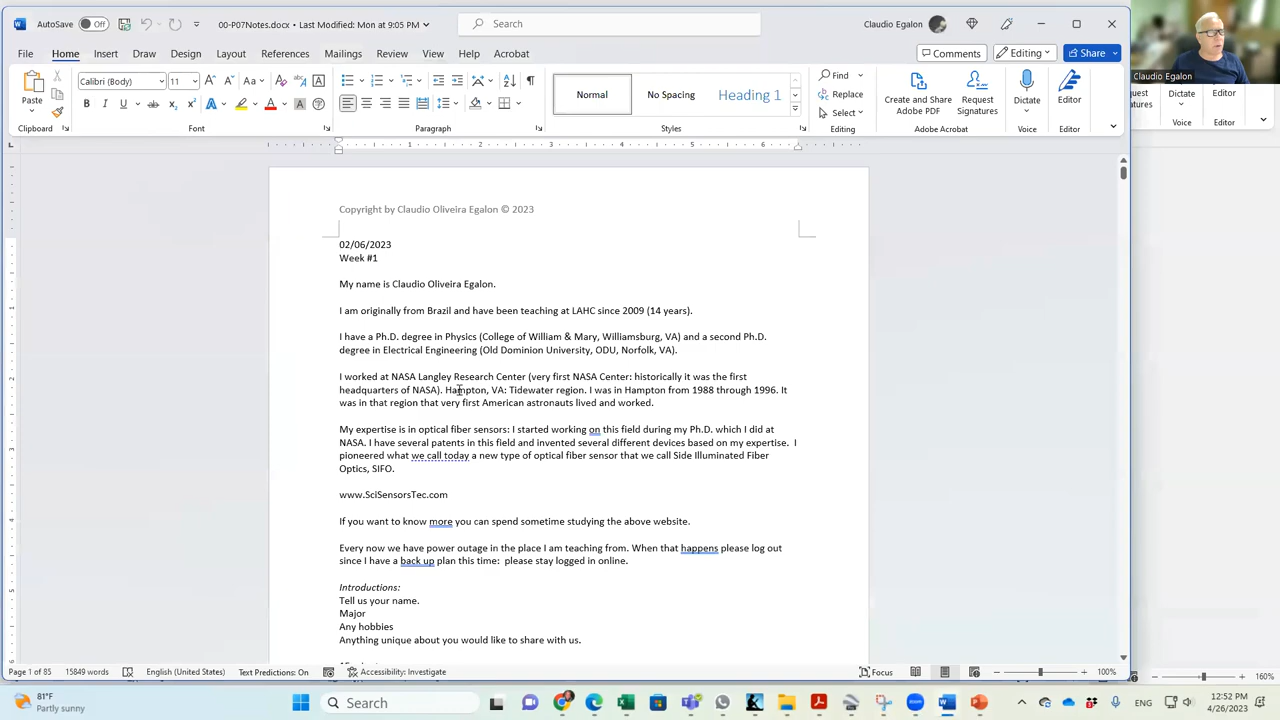 AutoSave Off 00-P07Notes.docx • Last Modified: Mon at 9:05 PM Search Claudio Egalon
File Home Insert Draw Design Layout References Mailings Review View Help Acrobat Comments Editing Share
Claudio Egalon
Paste Calibri (Body) 11 Normal No Spacing Heading 1 Find Replace Select Create and Share Adobe PDF Request Signatures Dictate Editor
Clipboard Font Paragraph Styles Editing Adobe Acrobat Voice Editor
quest
natures Dictate Editor
Voice Editor
Copyright by Claudio Oliveira Egalon © 2023
02/06/2023
Week #1
My name is Claudio Oliveira Egalon.
I am originally from Brazil and have been teaching at LAHC since 2009 (14 years).
I have a Ph.D. degree in Physics (College of William & Mary, Williamsburg, VA) and a second Ph.D.
degree in Electrical Engineering (Old Dominion University, ODU, Norfolk, VA).
I worked at NASA Langley Research Center (very first NASA Center: historically it was the first
headquarters of NASA). Hampton, VA: Tidewater region. I was in Hampton from 1988 through 1996. It
was in that region that very first American astronauts lived and worked.
My expertise is in optical fiber sensors: I started working on this field during my Ph.D. which I did at
NASA. I have several patents in this field and invented several different devices based on my expertise. I
pioneered what we call today a new type of optical fiber sensor that we call Side Illuminated Fiber
Optics, SIFO.
www.SciSensorsTec.com
If you want to know more you can spend sometime studying the above website.
Every now we have power outage in the place I am teaching from. When that happens please log out
since I have a back up plan this time: please stay logged in online.
Introductions:
Tell us your name.
Major
Any hobbies
Anything unique about you would like to share with us.
Page 1 of 85 15849 words English (United States) Text Predictions: On Accessibility: Investigate Focus 100%
160%
81°F
Partly sunny
Search
ENG
12:52 PM
4/26/2023